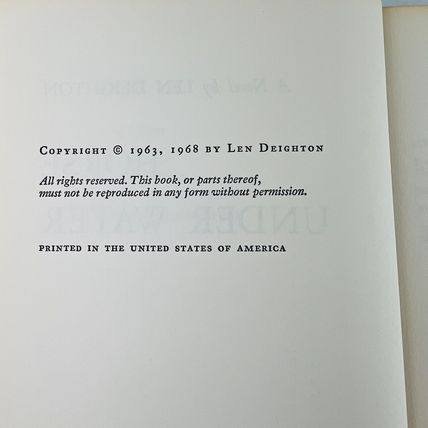 Copyright © 1963, 1968 by Len Deighton
All rights reserved. This book, or parts thereof,
must not be reproduced in any form without permission.
PRINTED IN THE UNITED STATES OF AMERICA